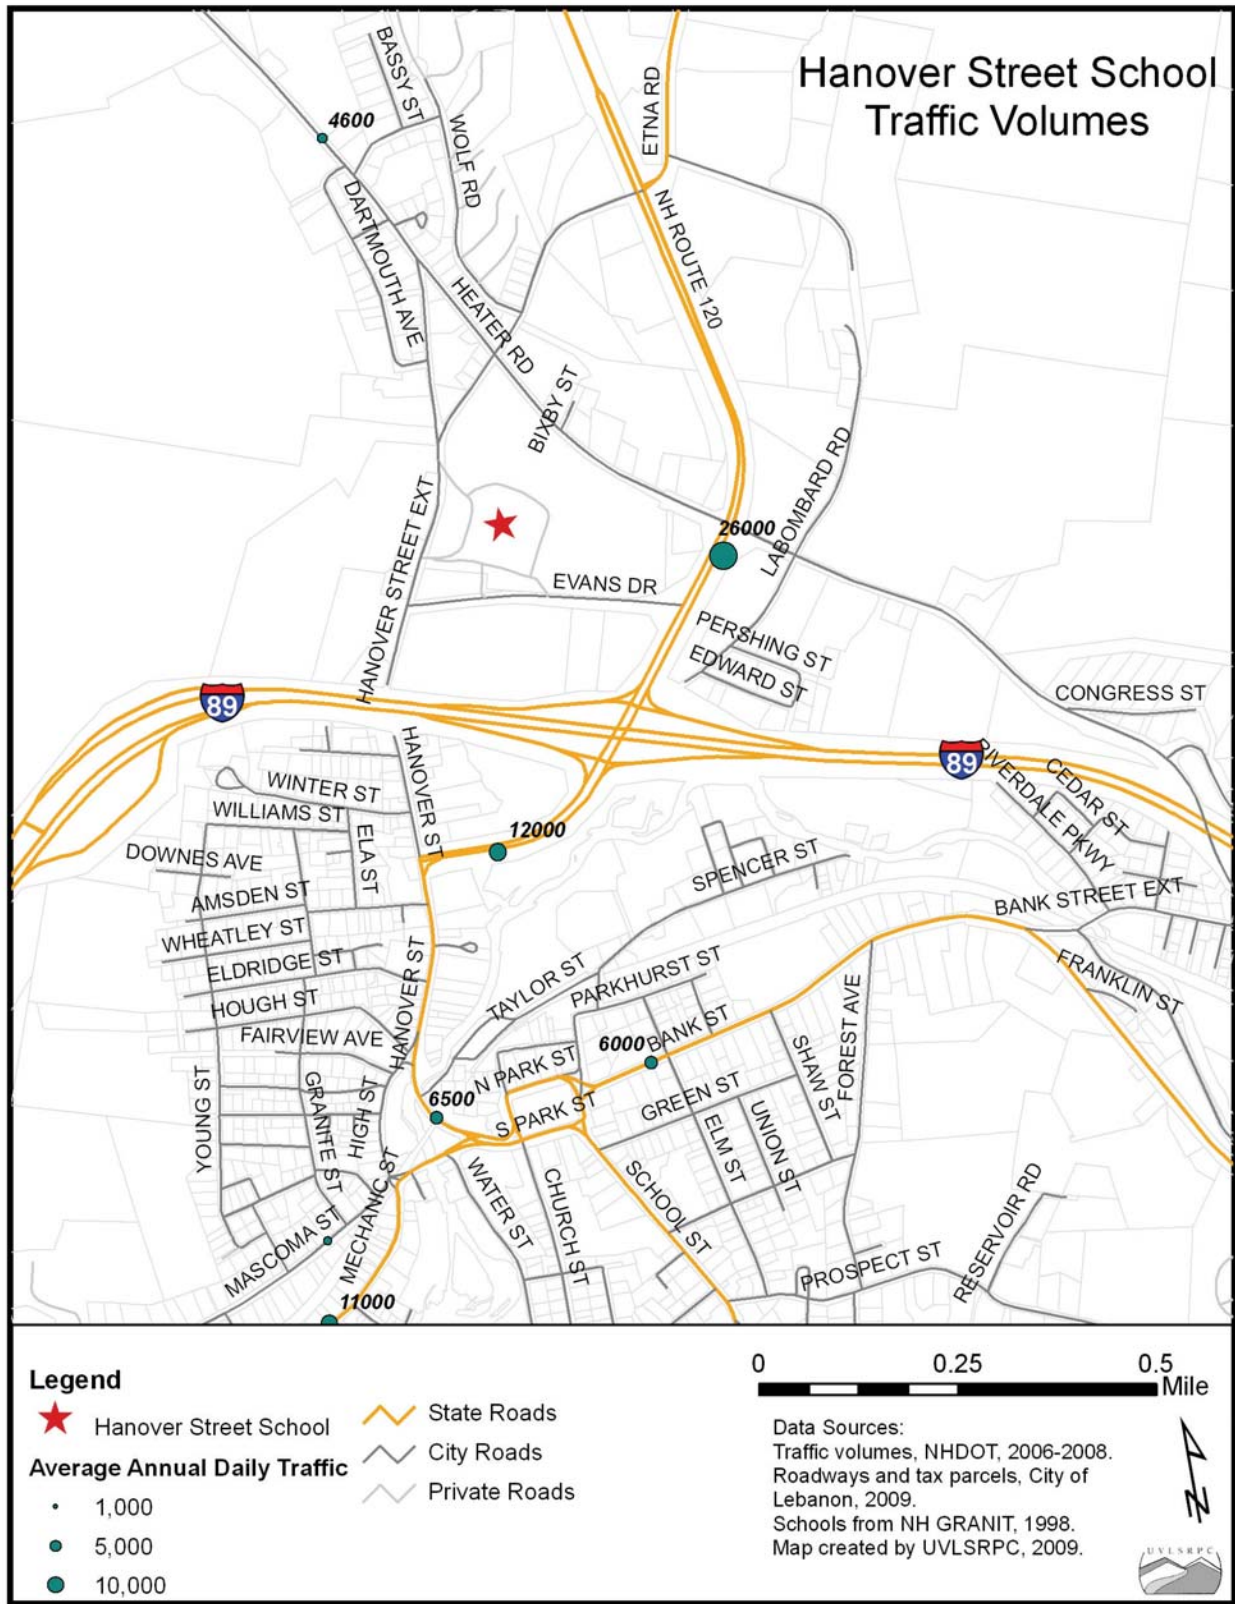 Hanover Street School
Traffic Volumes
BASSY ST
4600
WOLF RD
ETNA RD
DARTMOUTH AVE
NH ROUTE 120
HEATER RD
BIXBY ST
LABOMBARD RD
HANOVER STREET EXT
26000
EVANS DR
PERSHING ST
EDWARD ST
CONGRESS ST
89
89
HANOVER ST
RIVERDALE PKWY
CEDAR ST
WINTER ST
WILLIAMS ST
ELA ST
12000
DOWNES AVE
SPENCER ST
AMSDEN ST
BANK STREET EXT
WHEATLEY ST
ELDRIDGE ST
HANOVER ST
TAYLOR ST
PARKHURST ST
FRANKLIN ST
HOUGH ST
FAIRVIEW AVE
6000
BANK ST
FOREST AVE
SHAW ST
N PARK ST
YOUNG ST
GRANITE ST
HIGH ST
6500
S PARK ST
GREEN ST
UNION ST
ELM ST
MECHANIC ST
WATER ST
CHURCH ST
SCHOOL ST
RESERVOIR RD
MASCOMA ST
PROSPECT ST
11000
Legend
Hanover Street School
Average Annual Daily Traffic
1,000
5,000
10,000
State Roads
City Roads
Private Roads
0 0.25 0.5
Mile
Data Sources:
Traffic volumes, NHDOT, 2006-2008.
Roadways and tax parcels, City of
Lebanon, 2009.
Schools from NH GRANIT, 1998.
Map created by UVLSRPC, 2009.
N
UVLSRPC